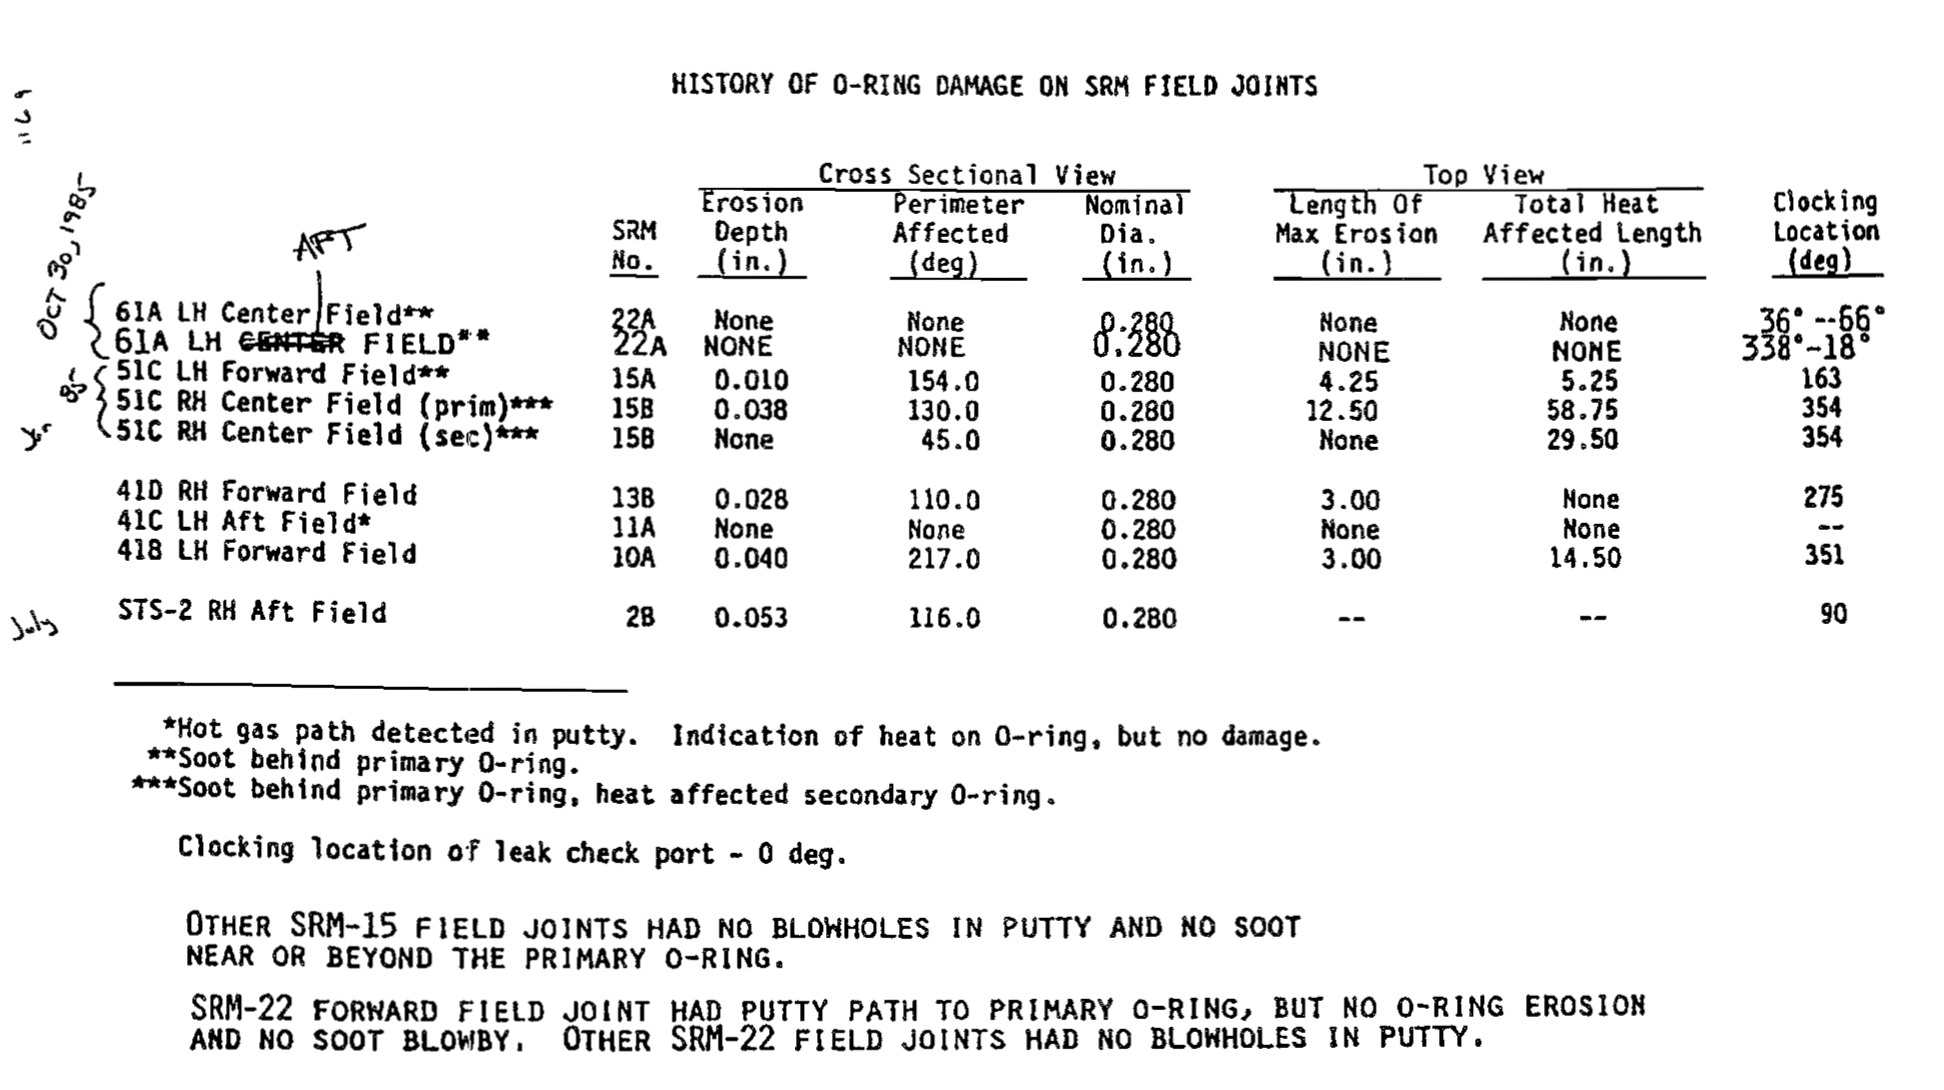 HISTORY OF O-RING DAMAGE ON SRM FIELD JOINTS
Cross Sectional View Top View
Erosion Perimeter Nominal Length Of Total Heat Clocking
SRM Depth Affected Dia. Max Erosion Affected Length Location
No. (in.) (deg) (in.) (in.) (in.) (deg)
OCT 30, 1985
AFT
61A LH Center Field** 22A None None 0.280 None None 36°--66°
61A LH CENTER FIELD** 22A NONE NONE 0.280 NONE NONE 338°-18°
Jan 85
51C LH Forward Field** 15A 0.010 154.0 0.280 4.25 5.25 163
51C RH Center Field (prim)*** 15B 0.038 130.0 0.280 12.50 58.75 354
51C RH Center Field (sec)*** 15B None 45.0 0.280 None 29.50 354
41D RH Forward Field 13B 0.028 110.0 0.280 3.00 None 275
41C LH Aft Field* 11A None None 0.280 None None --
41B LH Forward Field 10A 0.040 217.0 0.280 3.00 14.50 351
July
STS-2 RH Aft Field 2B 0.053 116.0 0.280 -- -- 90
*Hot gas path detected in putty. Indication of heat on O-ring, but no damage.
**Soot behind primary O-ring.
***Soot behind primary O-ring, heat affected secondary O-ring.
Clocking location of leak check port - 0 deg.
OTHER SRM-15 FIELD JOINTS HAD NO BLOWHOLES IN PUTTY AND NO SOOT
NEAR OR BEYOND THE PRIMARY O-RING.
SRM-22 FORWARD FIELD JOINT HAD PUTTY PATH TO PRIMARY O-RING, BUT NO O-RING EROSION
AND NO SOOT BLOWBY. OTHER SRM-22 FIELD JOINTS HAD NO BLOWHOLES IN PUTTY.